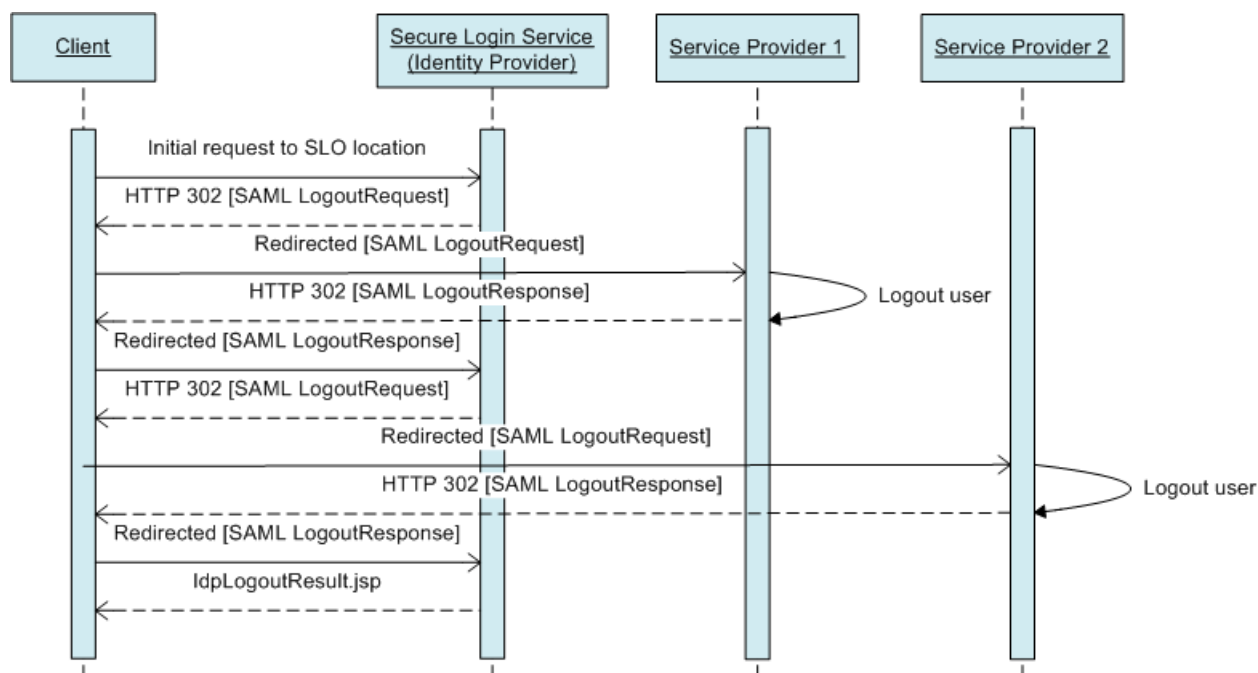 Client
Secure Login Service
(Identity Provider)
Service Provider 1
Service Provider 2
Initial request to SLO location
HTTP 302 [SAML LogoutRequest]
Redirected [SAML LogoutRequest]
HTTP 302 [SAML LogoutResponse]
Logout user
Redirected [SAML LogoutResponse]
HTTP 302 [SAML LogoutRequest]
Redirected [SAML LogoutRequest]
HTTP 302 [SAML LogoutResponse]
Logout user
Redirected [SAML LogoutResponse]
IdpLogoutResult.jsp